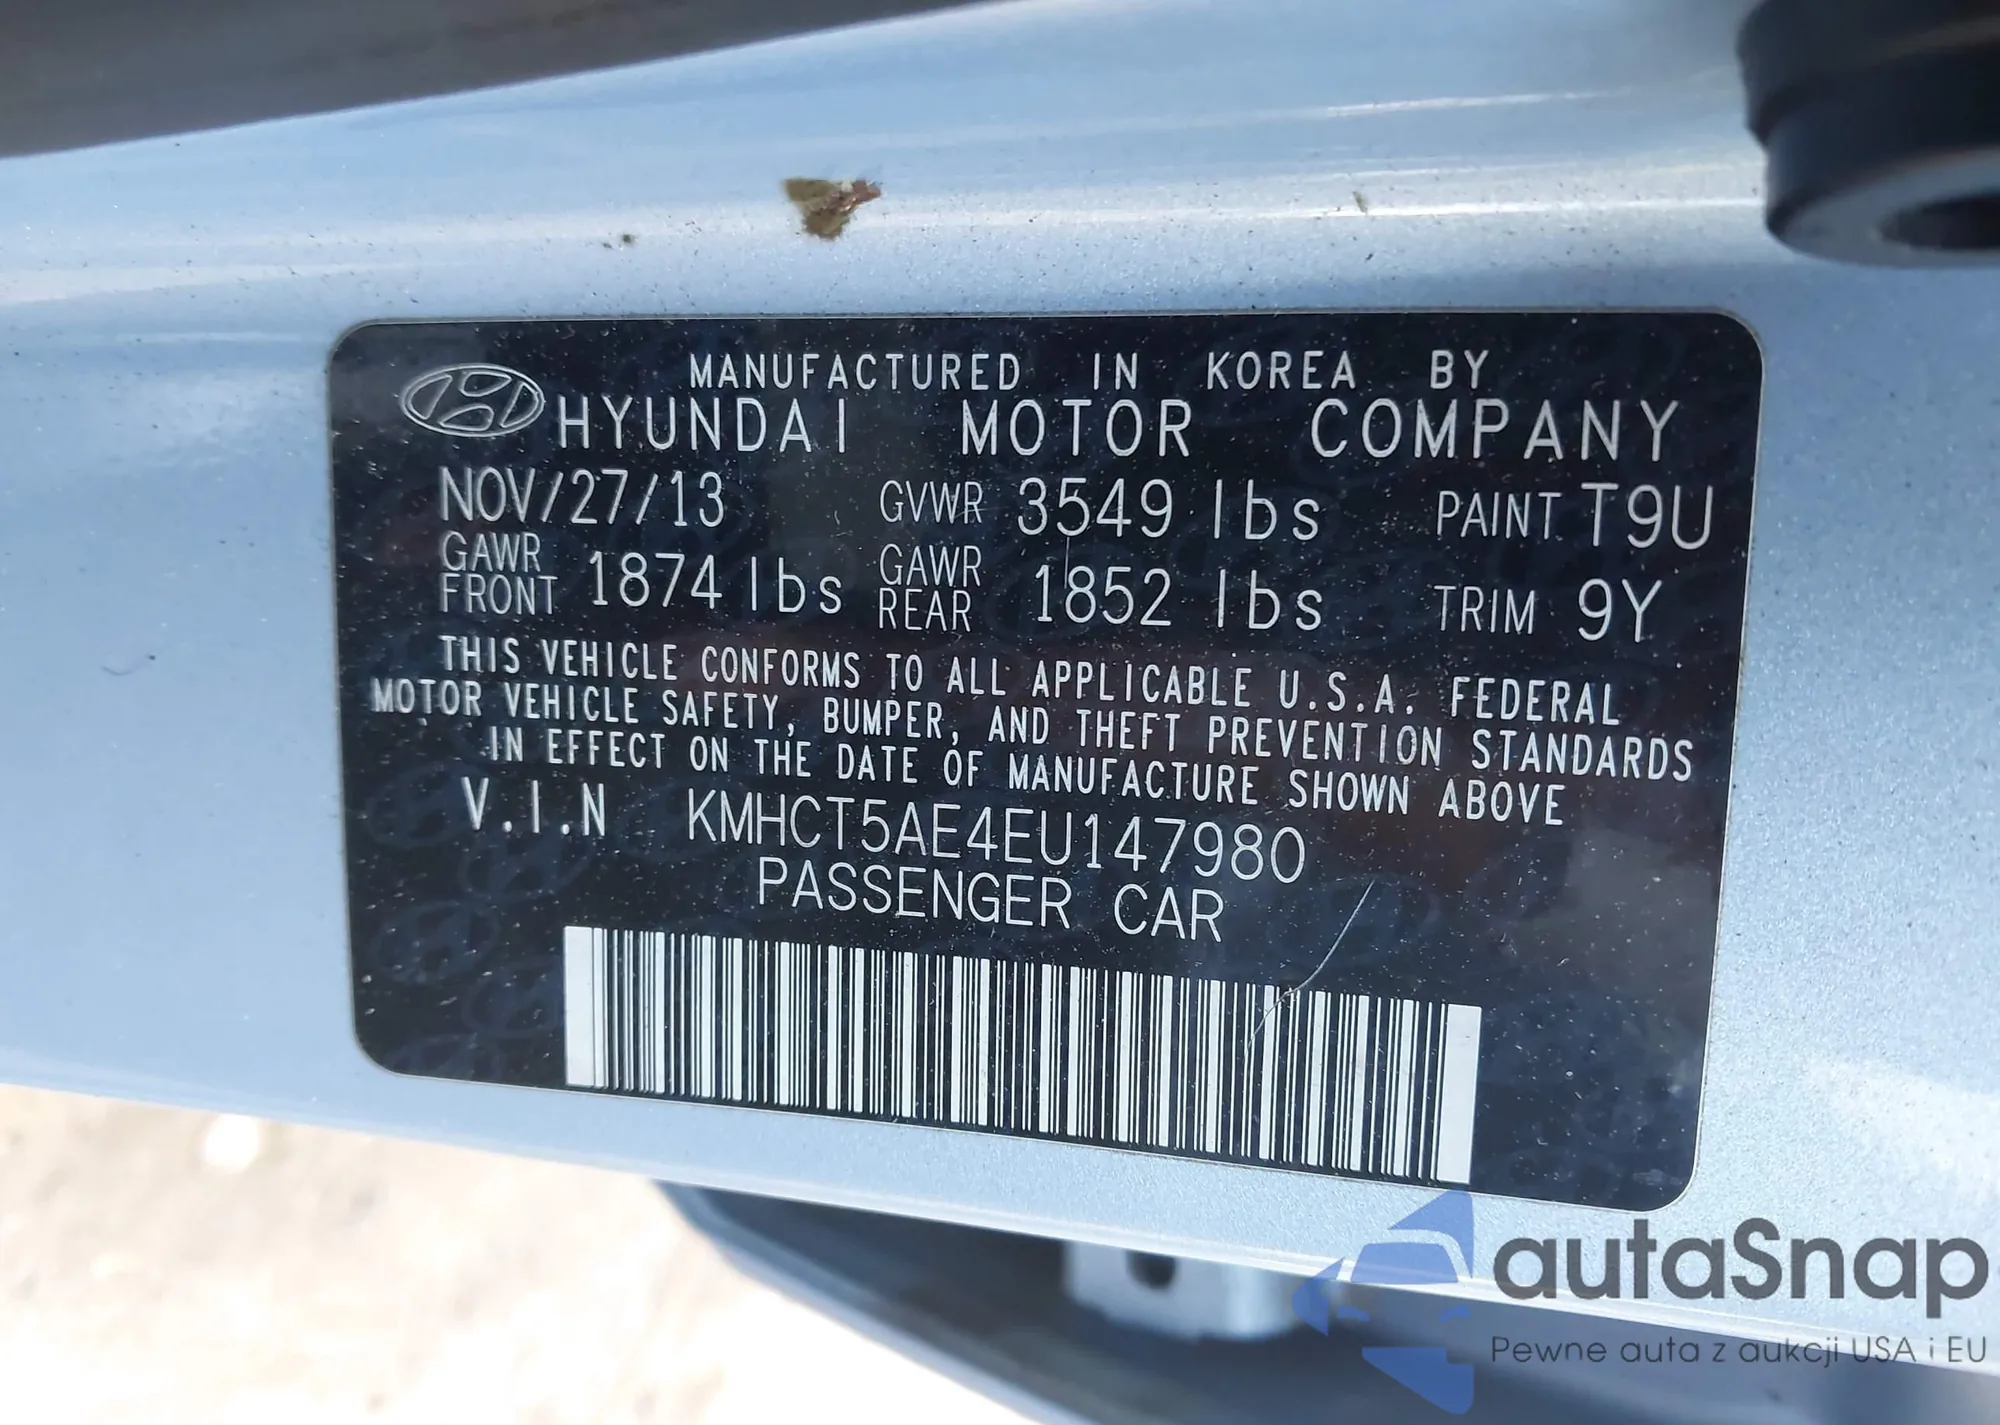 MANUFACTURED IN KOREA BY
HYUNDAI MOTOR COMPANY
NOV/27/13 GVWR 3549 lbs PAINT T9U
GAWR FRONT 1874 lbs GAWR REAR 1852 lbs TRIM 9Y
THIS VEHICLE CONFORMS TO ALL APPLICABLE U.S.A. FEDERAL
MOTOR VEHICLE SAFETY, BUMPER, AND THEFT PREVENTION STANDARDS
IN EFFECT ON THE DATE OF MANUFACTURE SHOWN ABOVE
V.I.N KMHCT5AE4EU147980
PASSENGER CAR
autaSnap
Pewne auta z aukcji USA i EU